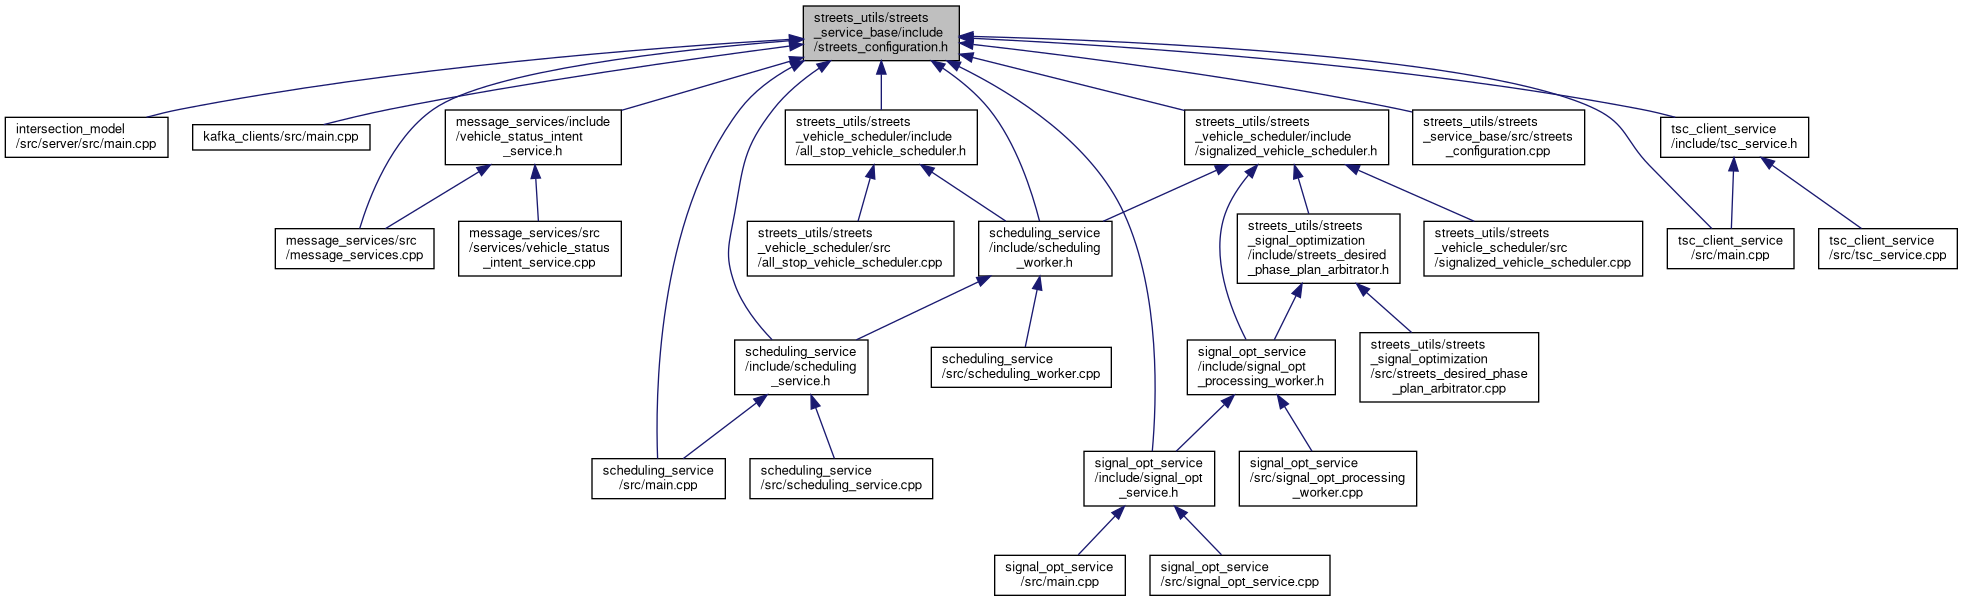 streets_utils/streets
_service_base/include
/streets_configuration.h
intersection_model
/src/server/src/main.cpp
kafka_clients/src/main.cpp
message_services/include
/vehicle_status_intent
_service.h
streets_utils/streets
_vehicle_scheduler/include
/all_stop_vehicle_scheduler.h
streets_utils/streets
_vehicle_scheduler/include
/signalized_vehicle_scheduler.h
streets_utils/streets
_service_base/src/streets
_configuration.cpp
tsc_client_service
/include/tsc_service.h
message_services/src
/message_services.cpp
message_services/src
/services/vehicle_status
_intent_service.cpp
streets_utils/streets
_vehicle_scheduler/src
/all_stop_vehicle_scheduler.cpp
scheduling_service
/include/scheduling
_worker.h
streets_utils/streets
_signal_optimization
/include/streets_desired
_phase_plan_arbitrator.h
streets_utils/streets
_vehicle_scheduler/src
/signalized_vehicle_scheduler.cpp
tsc_client_service
/src/main.cpp
tsc_client_service
/src/tsc_service.cpp
scheduling_service
/include/scheduling
_service.h
scheduling_service
/src/scheduling_worker.cpp
signal_opt_service
/include/signal_opt
_processing_worker.h
streets_utils/streets
_signal_optimization
/src/streets_desired_phase
_plan_arbitrator.cpp
scheduling_service
/src/main.cpp
scheduling_service
/src/scheduling_service.cpp
signal_opt_service
/include/signal_opt
_service.h
signal_opt_service
/src/signal_opt_processing
_worker.cpp
signal_opt_service
/src/main.cpp
signal_opt_service
/src/signal_opt_service.cpp